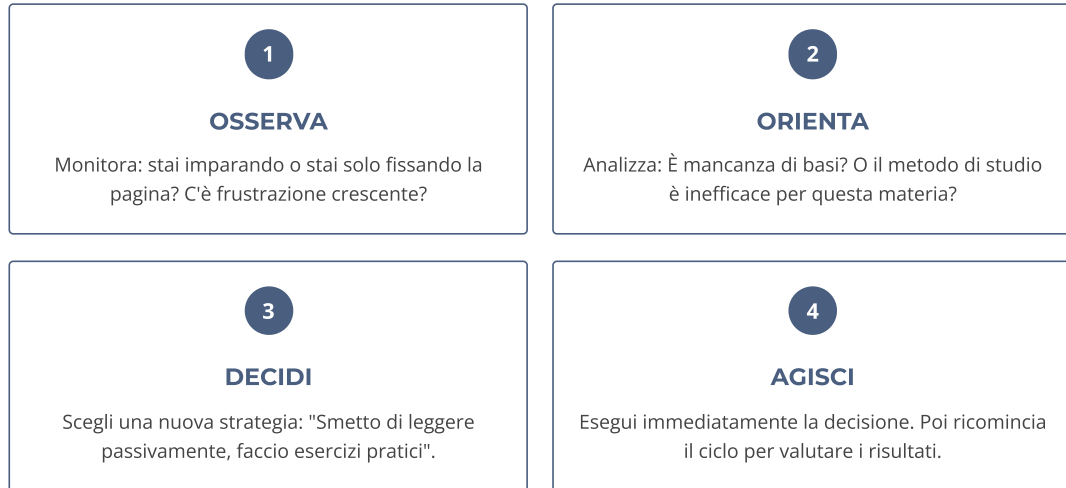 1
OSSERVA
Monitora: stai imparando o stai solo fissando la
pagina? C'è frustrazione crescente?
2
ORIENTA
Analizza: È mancanza di basi? O il metodo di studio
è inefficace per questa materia?
3
DECIDI
Scegli una nuova strategia: "Smetto di leggere
passivamente, faccio esercizi pratici".
4
AGISCI
Esegui immediatamente la decisione. Poi ricomincia
il ciclo per valutare i risultati.